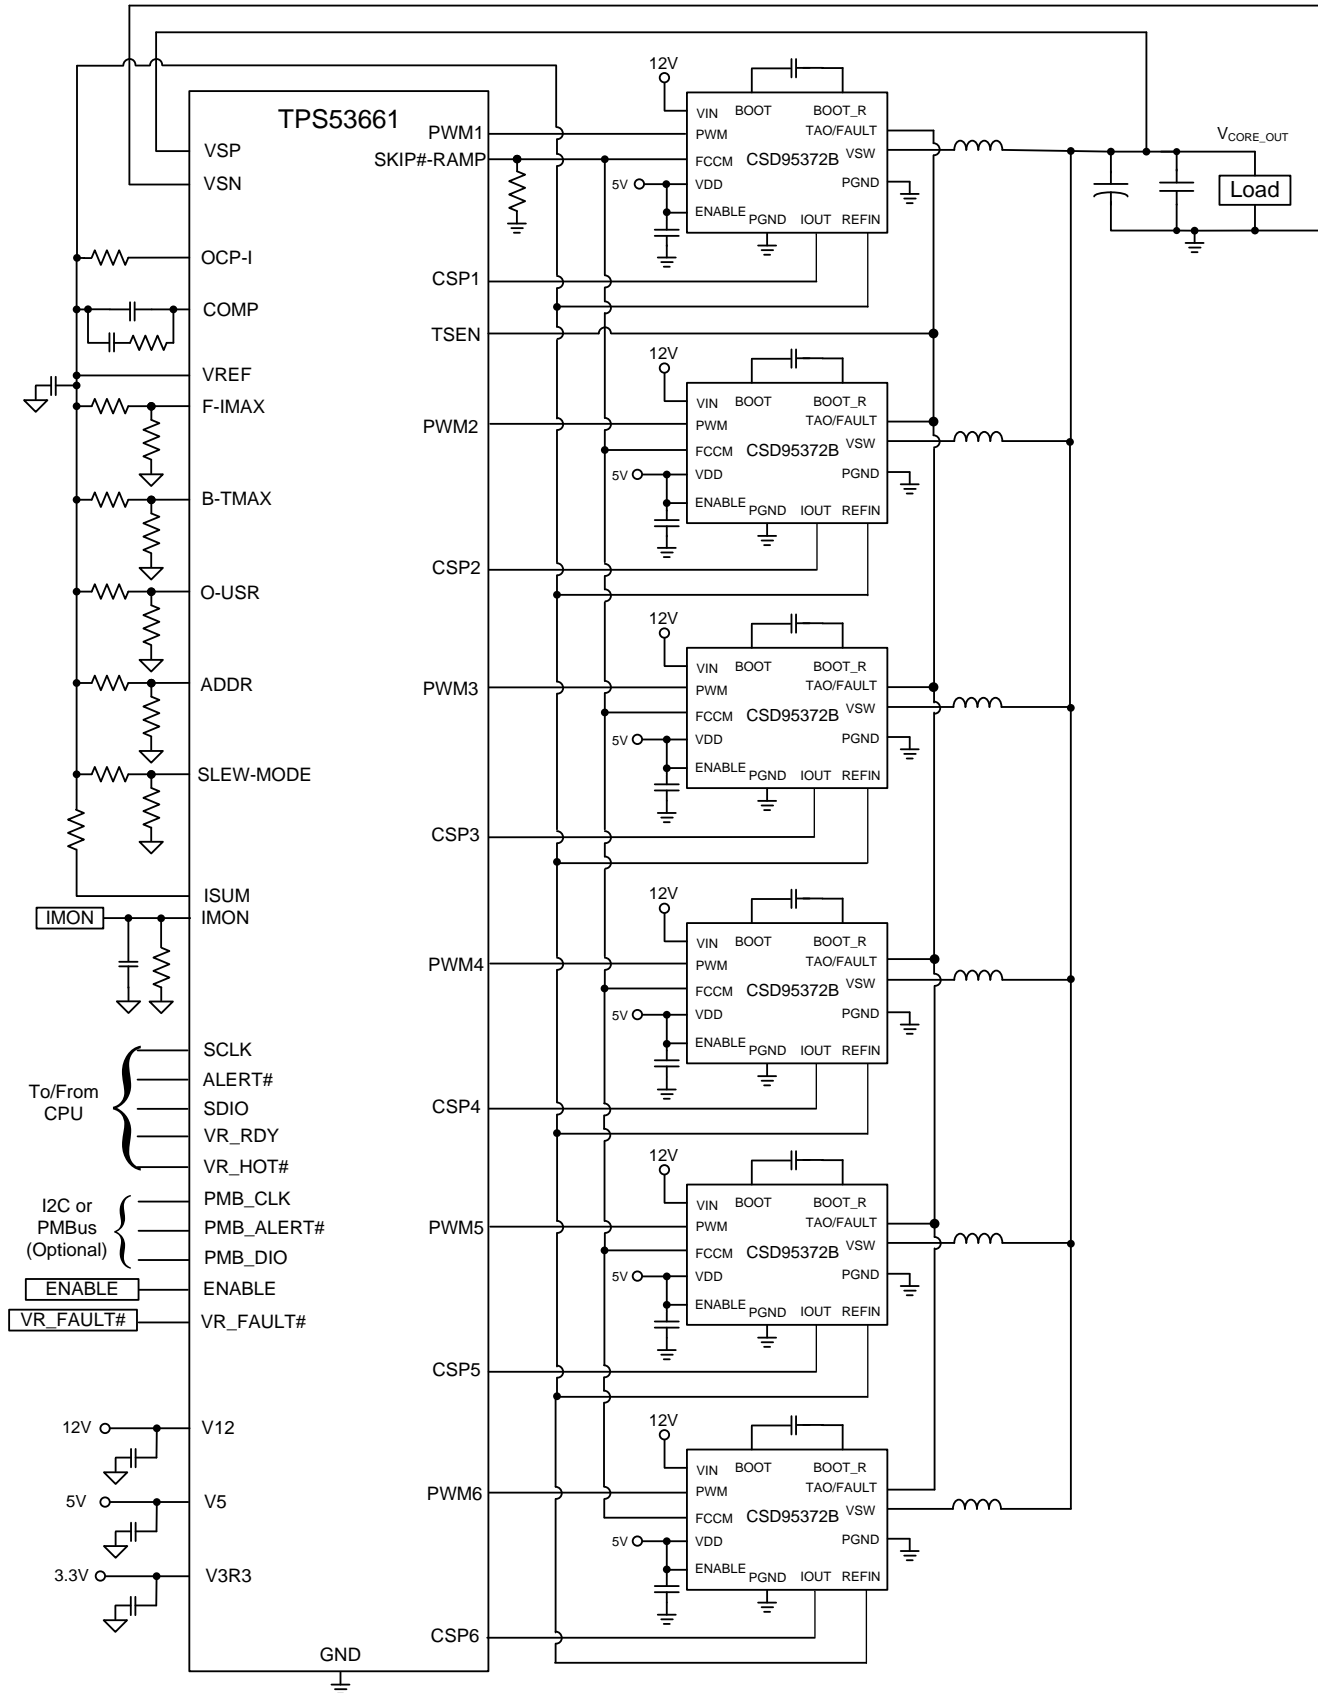 TPS53661
VSP
VSN
OCP-I
COMP
VREF
F-IMAX
B-TMAX
O-USR
ADDR
SLEW-MODE
ISUM
IMON
IMON
To/From
CPU
SCLK
ALERT#
SDIO
VR_RDY
VR_HOT#
I2C or
PMBus
(Optional)
PMB_CLK
PMB_ALERT#
PMB_DIO
ENABLE
ENABLE
VR_FAULT#
VR_FAULT#
12V
V12
5V
V5
3.3V
V3R3
GND
PWM1
SKIP#-RAMP
CSP1
TSEN
PWM2
CSP2
PWM3
CSP3
PWM4
CSP4
PWM5
CSP5
PWM6
CSP6
12V
VIN
BOOT
BOOT_R
TAO/FAULT
PWM
VSW
FCCM
CSD95372B
5V
VDD
PGND
ENABLE
PGND
IOUT
REFIN
12V
VIN
BOOT
BOOT_R
TAO/FAULT
PWM
VSW
FCCM
CSD95372B
5V
VDD
PGND
ENABLE
PGND
IOUT
REFIN
12V
VIN
BOOT
BOOT_R
TAO/FAULT
PWM
VSW
FCCM
CSD95372B
5V
VDD
PGND
ENABLE
PGND
IOUT
REFIN
12V
VIN
BOOT
BOOT_R
TAO/FAULT
PWM
VSW
FCCM
CSD95372B
5V
VDD
PGND
ENABLE
PGND
IOUT
REFIN
12V
VIN
BOOT
BOOT_R
TAO/FAULT
PWM
VSW
FCCM
CSD95372B
5V
VDD
PGND
ENABLE
PGND
IOUT
REFIN
12V
VIN
BOOT
BOOT_R
TAO/FAULT
PWM
VSW
FCCM
CSD95372B
5V
VDD
PGND
ENABLE
PGND
IOUT
REFIN
VCORE_OUT
Load